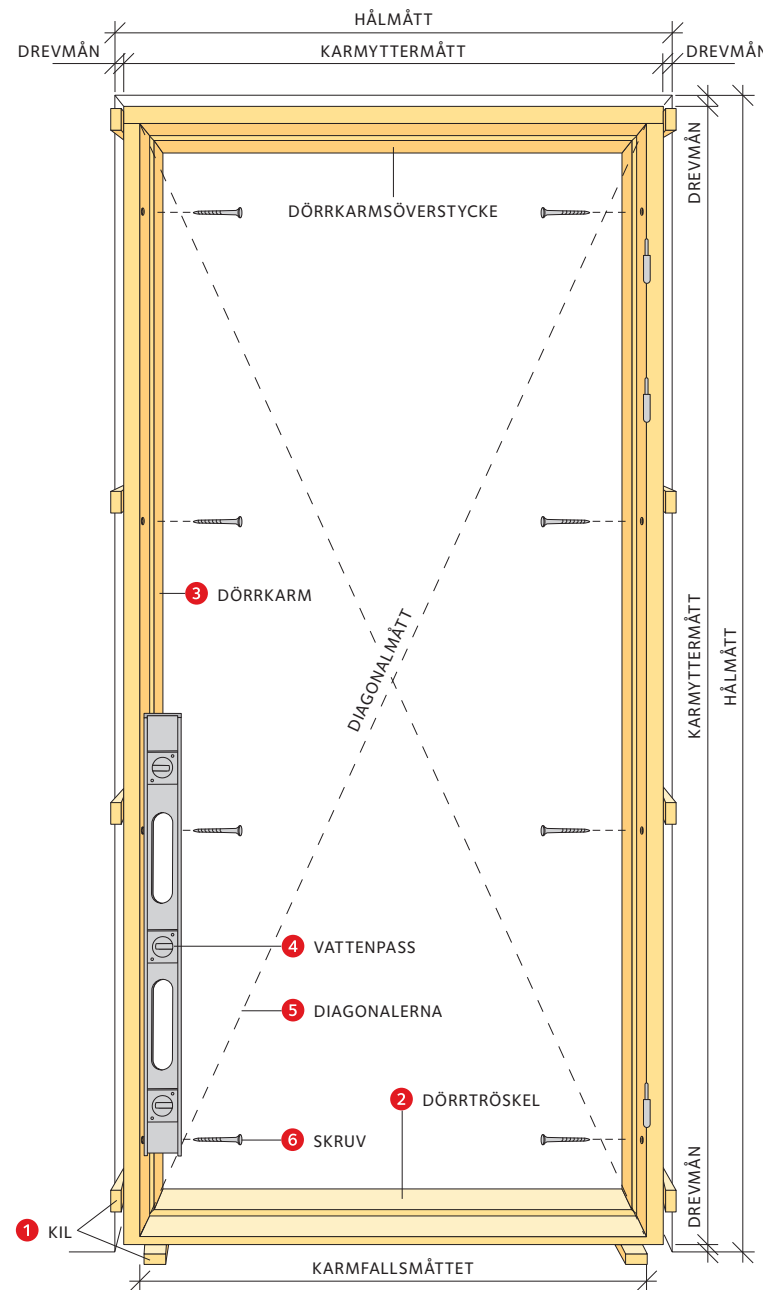 HÅLMÅTT
DREVMÅN
KARMYTTERMÅTT
DREVMÅN
DREVMÅN
DÖRRKARMSÖVERSTYCKE
3 DÖRRKARM
DIAGONALMÅTT
KARMYTTERMÅTT
HÅLMÅTT
4 VATTENPASS
5 DIAGONALERNA
2 DÖRRTRÖSKEL
6 SKRUV
DREVMÅN
1 KIL
KARMFALLSMÅTTET